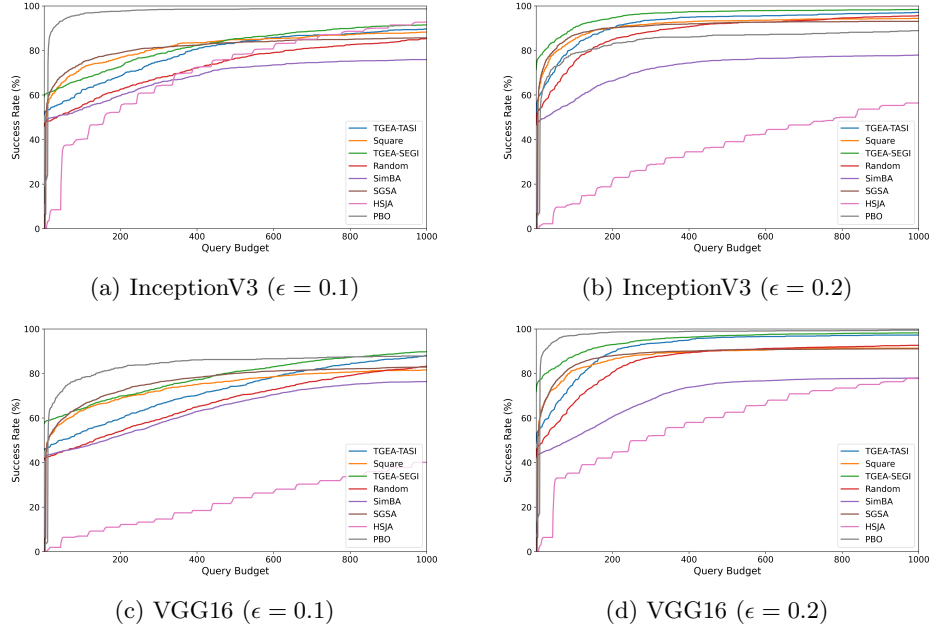 100
80
60
40
20
0
Success Rate (%)
200
400
600
800
1000
Query Budget
TGEA-TASI
Square
TGEA-SEGI
Random
SimBA
SGSA
HSJA
PBO
(a) InceptionV3 (ϵ = 0.1)
100
80
60
40
20
0
Success Rate (%)
200
400
600
800
1000
Query Budget
TGEA-TASI
Square
TGEA-SEGI
Random
SimBA
SGSA
HSJA
PBO
(b) InceptionV3 (ϵ = 0.2)
100
80
60
40
20
0
Success Rate (%)
200
400
600
800
1000
Query Budget
TGEA-TASI
Square
TGEA-SEGI
Random
SimBA
SGSA
HSJA
PBO
(c) VGG16 (ϵ = 0.1)
100
80
60
40
20
0
Success Rate (%)
200
400
600
800
1000
Query Budget
TGEA-TASI
Square
TGEA-SEGI
Random
SimBA
SGSA
HSJA
PBO
(d) VGG16 (ϵ = 0.2)